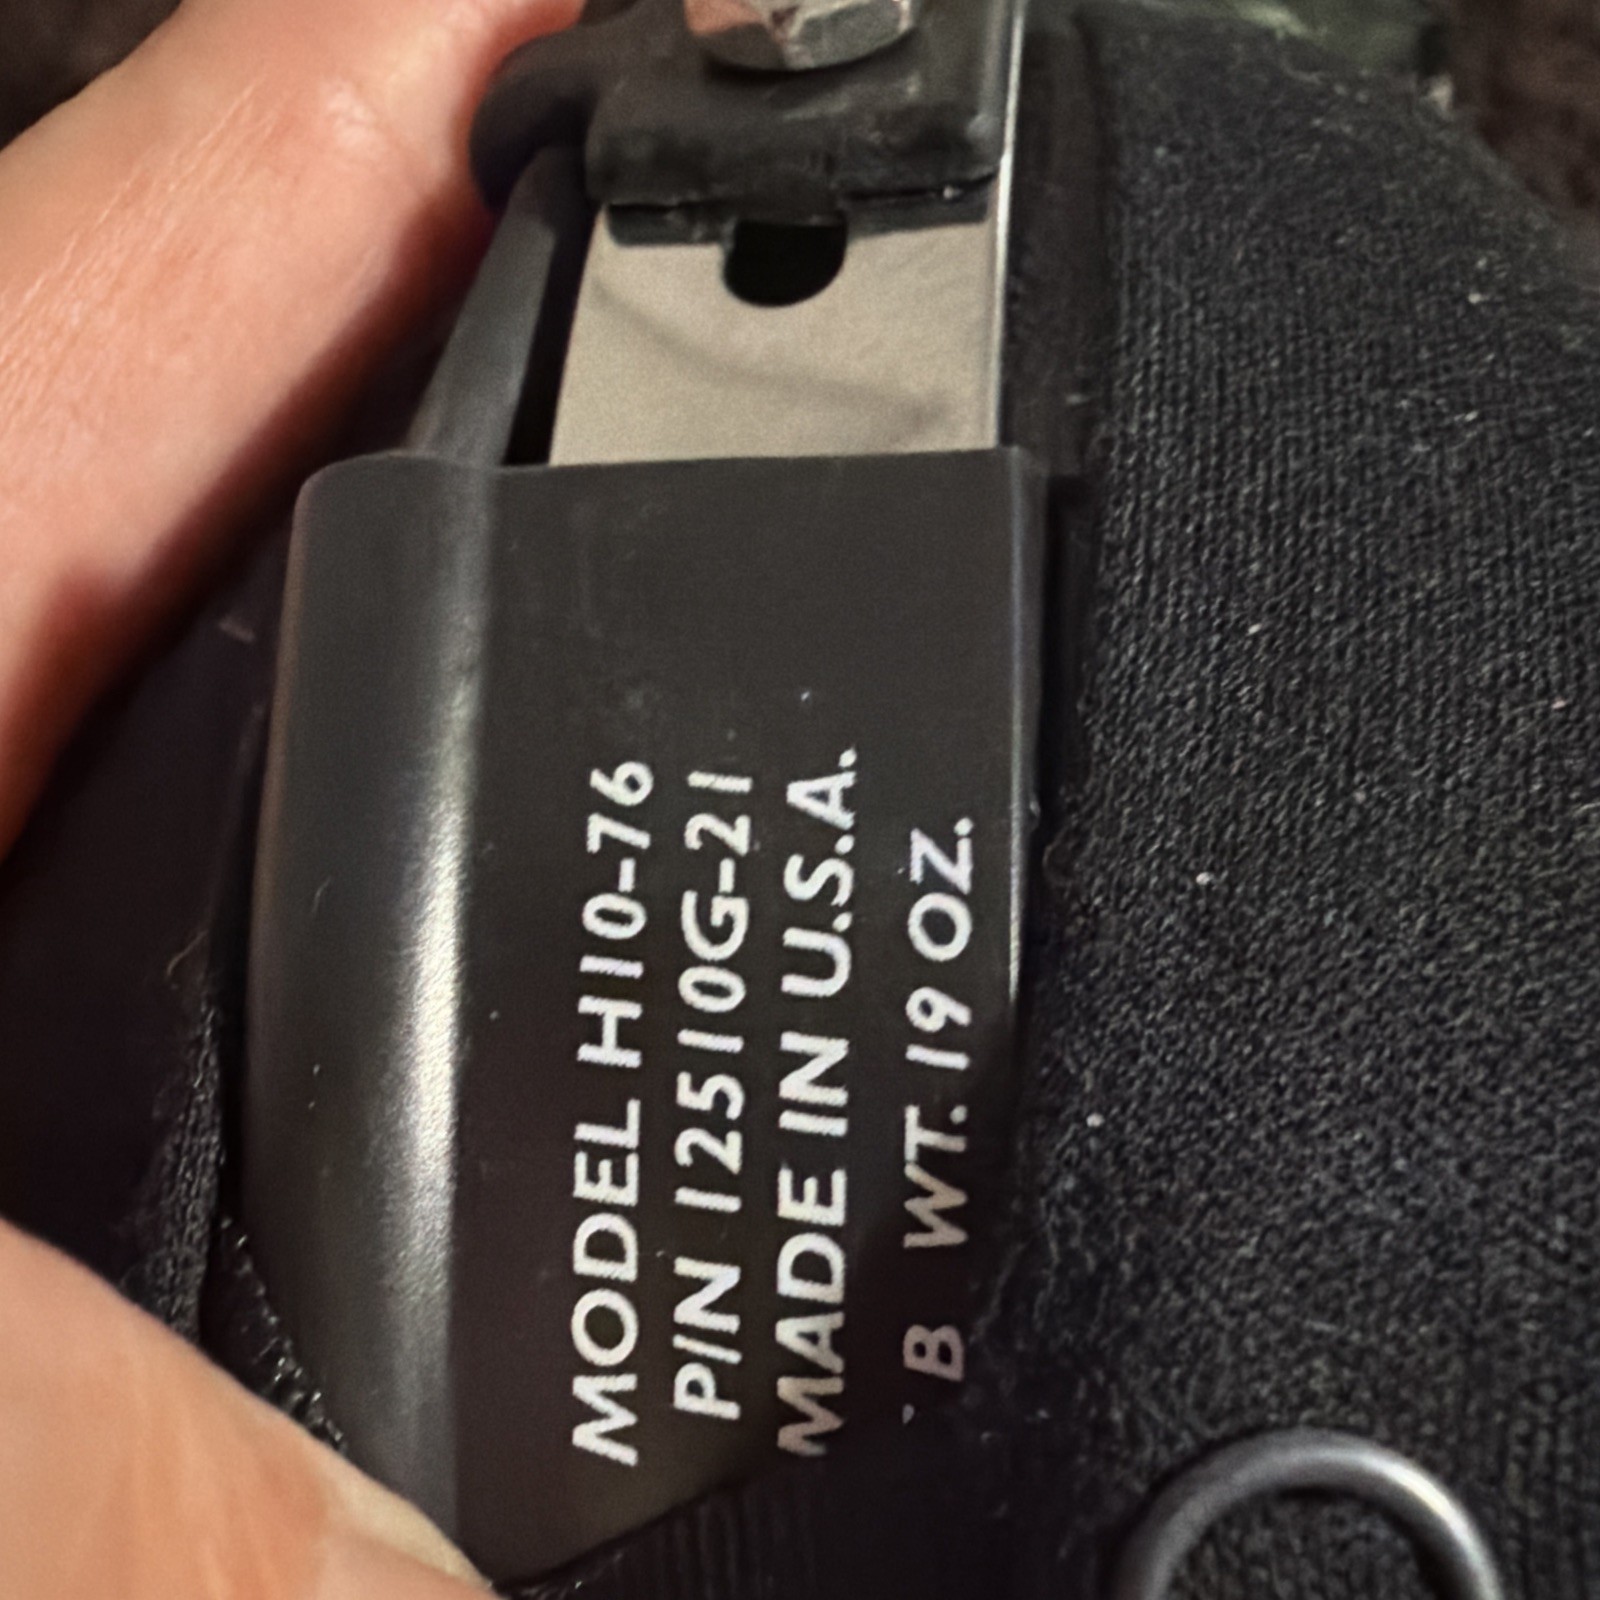 MODEL H10-76
P/N 12510G-21
MADE IN U.S.A.
B WT. 19 OZ.